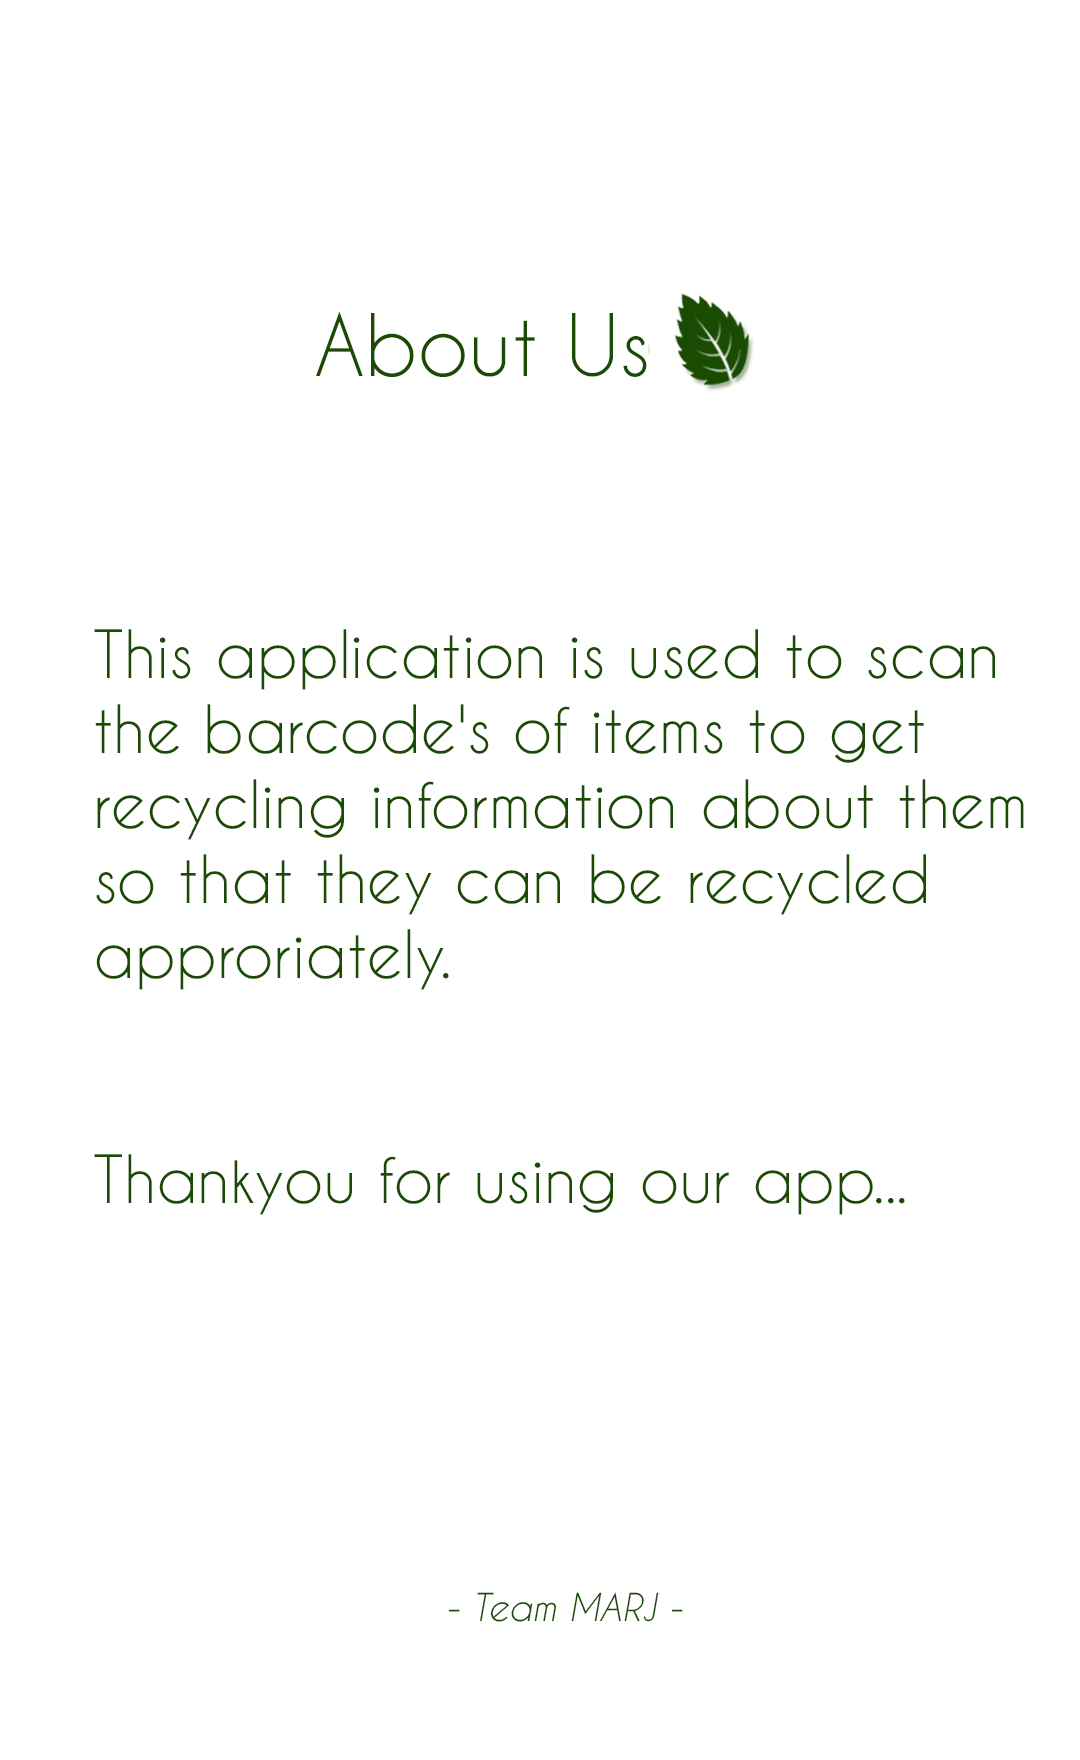 About Us
This application is used to scan
the barcode's of items to get
recycling information about them
so that they can be recycled
approriately.
Thankyou for using our app...
- Team MARJ -